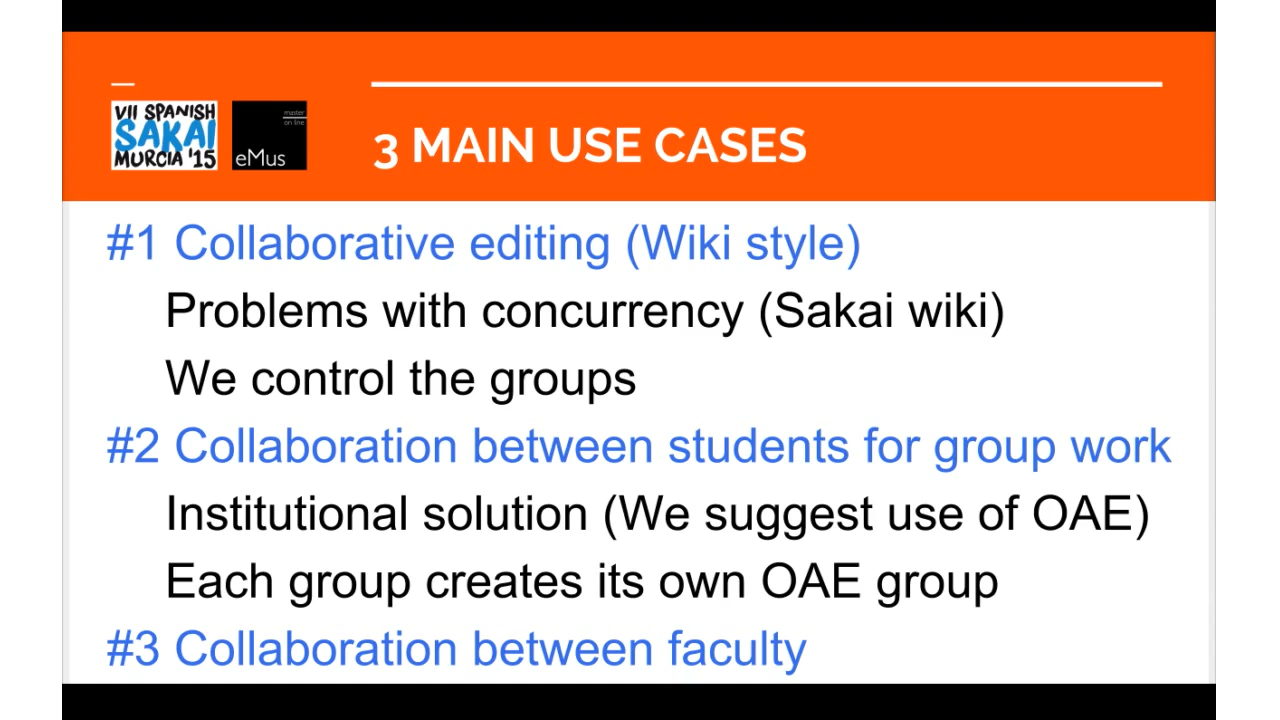 VII SPANISH
SAKAI
MURCIA '15
master
on line
eMus
3 MAIN USE CASES
#1 Collaborative editing (Wiki style)
Problems with concurrency (Sakai wiki)
We control the groups
#2 Collaboration between students for group work
Institutional solution (We suggest use of OAE)
Each group creates its own OAE group
#3 Collaboration between faculty